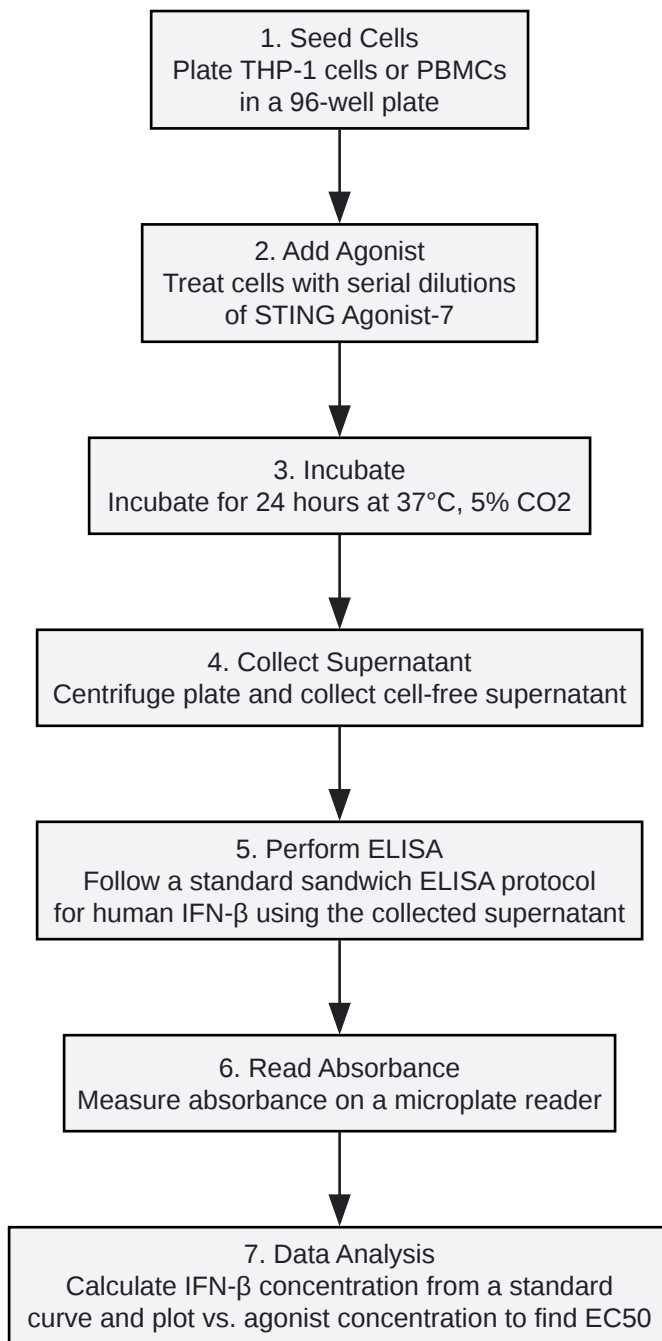 1. Seed Cells
Plate THP-1 cells or PBMCs
in a 96-well plate
2. Add Agonist
Treat cells with serial dilutions
of STING Agonist-7
3. Incubate
Incubate for 24 hours at 37°C, 5% CO2
4. Collect Supernatant
Centrifuge plate and collect cell-free supernatant
5. Perform ELISA
Follow a standard sandwich ELISA protocol
for human IFN-β using the collected supernatant
6. Read Absorbance
Measure absorbance on a microplate reader
7. Data Analysis
Calculate IFN-β concentration from a standard
curve and plot vs. agonist concentration to find EC50